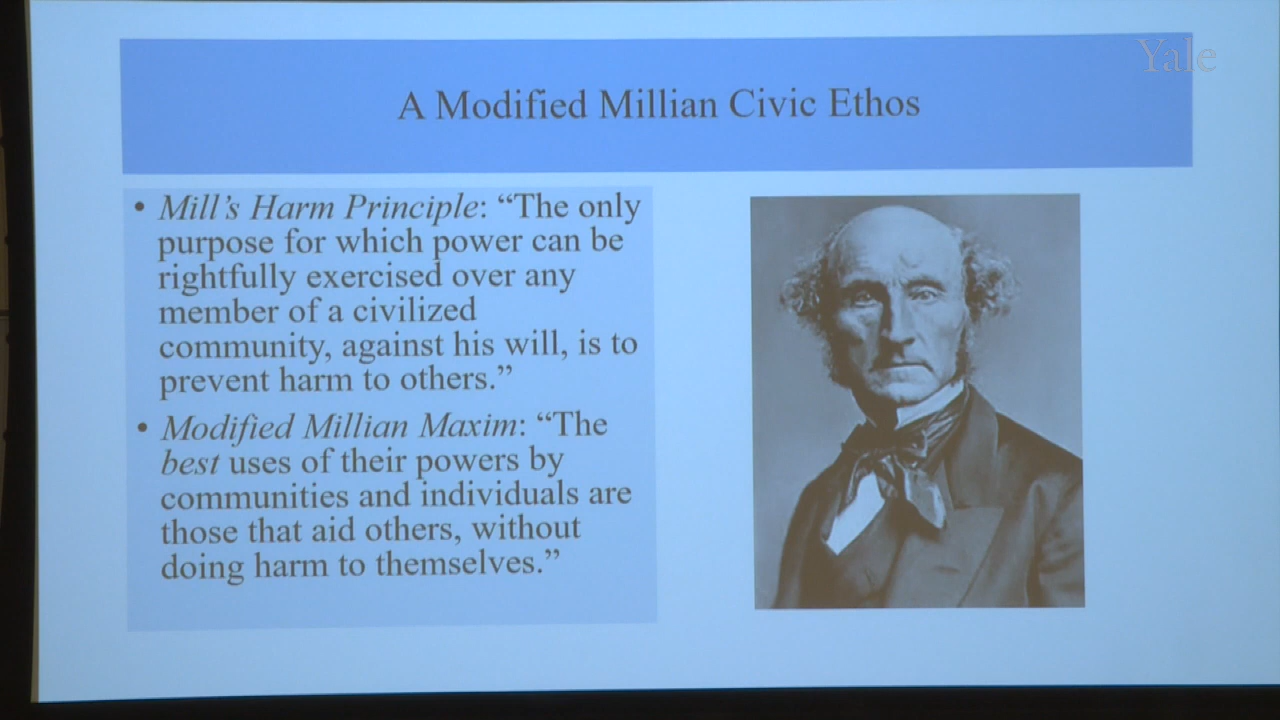 Yale
A Modified Millian Civic Ethos
• Mill's Harm Principle: “The only
purpose for which power can be
rightfully exercised over any
member of a civilized
community, against his will, is to
prevent harm to others.”
• Modified Millian Maxim: “The
best uses of their powers by
communities and individuals are
those that aid others, without
doing harm to themselves.”